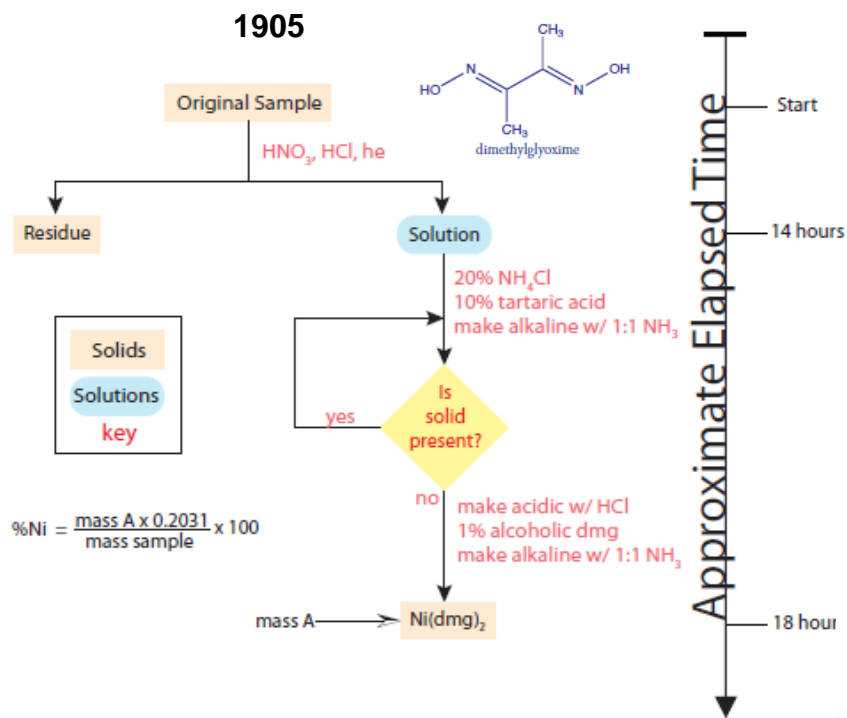 1905
CH₃
N
OH
HO
N
CH₃
dimethylglyoxime
Original Sample
HNO₃, HCl, he
Residue
Solution
20% NH₄Cl
10% tartaric acid
make alkaline w/ 1:1 NH₃
Solids
Solutions
key
Is
solid
present?
yes
no
make acidic w/ HCl
1% alcoholic dmg
make alkaline w/ 1:1 NH₃
%Ni = mass A x 0.2031 x 100
mass sample
mass A
Ni(dmg)₂
Approximate Elapsed Time
Start
14 hours
18 hour